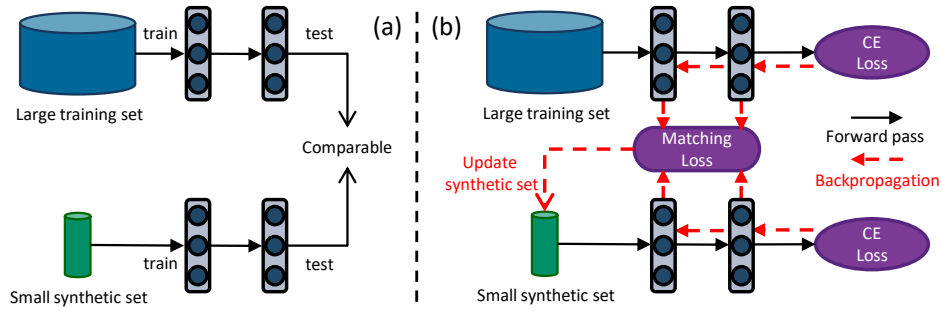 (a)
train
test
Large training set
Comparable
train
test
Small synthetic set
(b)
CE
Loss
Large training set
Matching
Loss
Forward pass
Backpropagation
Update
synthetic set
CE
Loss
Small synthetic set